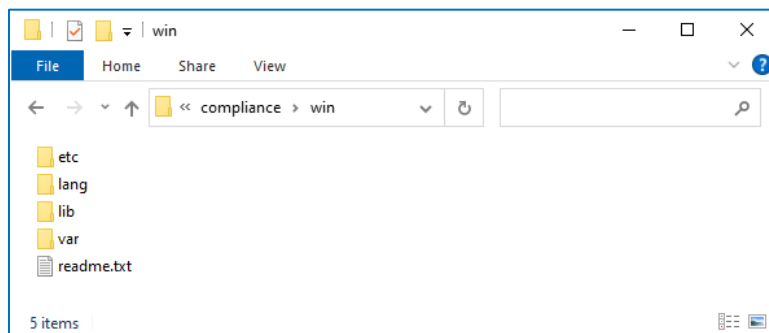 win
File Home Share View ?
« compliance > win
etc
lang
lib
var
readme.txt
5 items